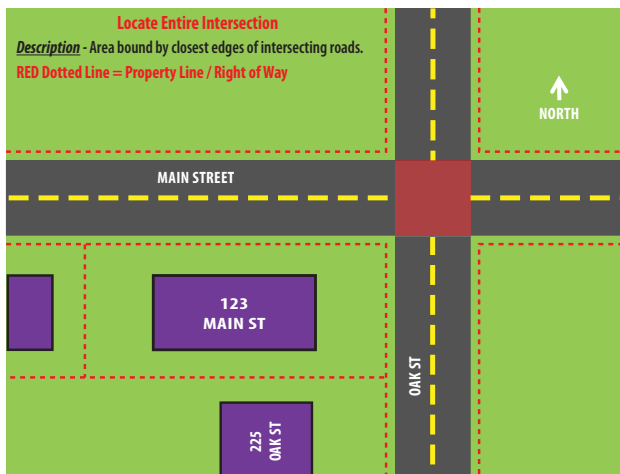 Locate Entire Intersection
Description - Area bound by closest edges of intersecting roads.
RED Dotted Line = Property Line / Right of Way
NORTH
MAIN STREET
123
MAIN ST
OAK ST
225
OAK ST